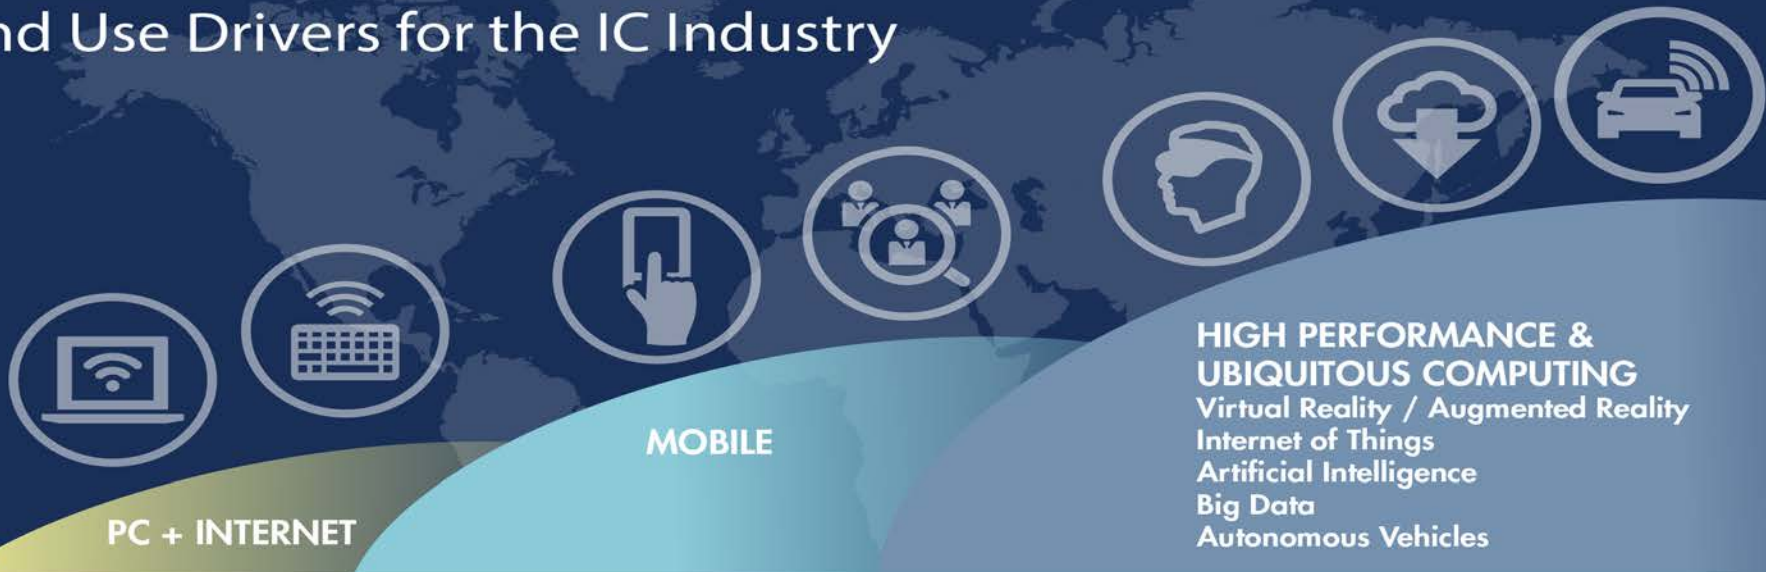 nd Use Drivers for the IC Industry
HIGH PERFORMANCE &
UBIQUITOUS COMPUTING
Virtual Reality / Augmented Reality
Internet of Things
Artificial Intelligence
Big Data
Autonomous Vehicles
MOBILE
PC + INTERNET